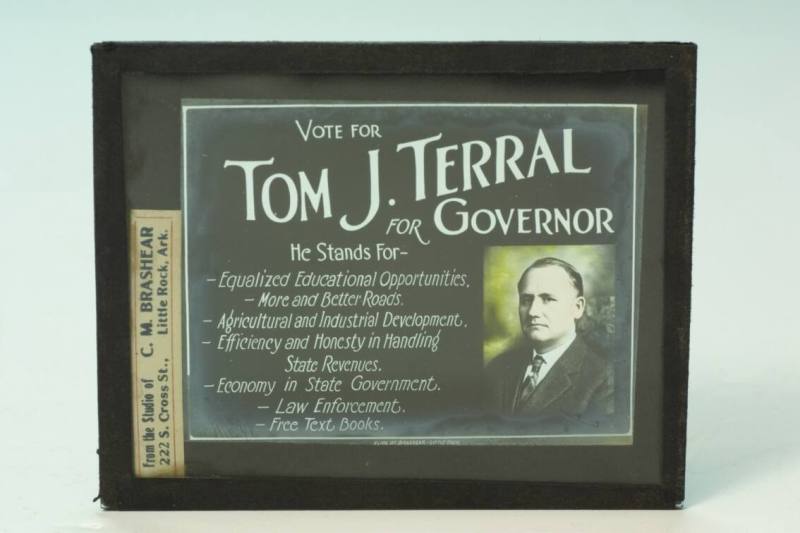 VOTE FOR
TOM J. TERRAL
FOR GOVERNOR
He Stands For-
- Equalized Educational Opportunities,
- More and Better Roads.
- Agricultural and Industrial Development.
- Efficiency and Honesty in Handling
State Revenues.
- Economy in State Government.
- Law Enforcement.
- Free Text Books.
From the Studio of C. M. BRASHEAR
222 S. Cross St., Little Rock, Ark.